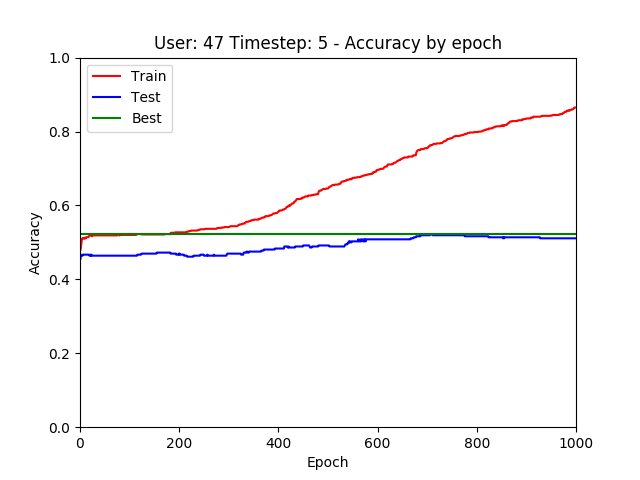 User: 47 Timestep: 5 - Accuracy by epoch
Train
Test
Best
1.0
0.8
0.6
0.4
0.2
0.0
Accuracy
0 200 400 600 800 1000
Epoch